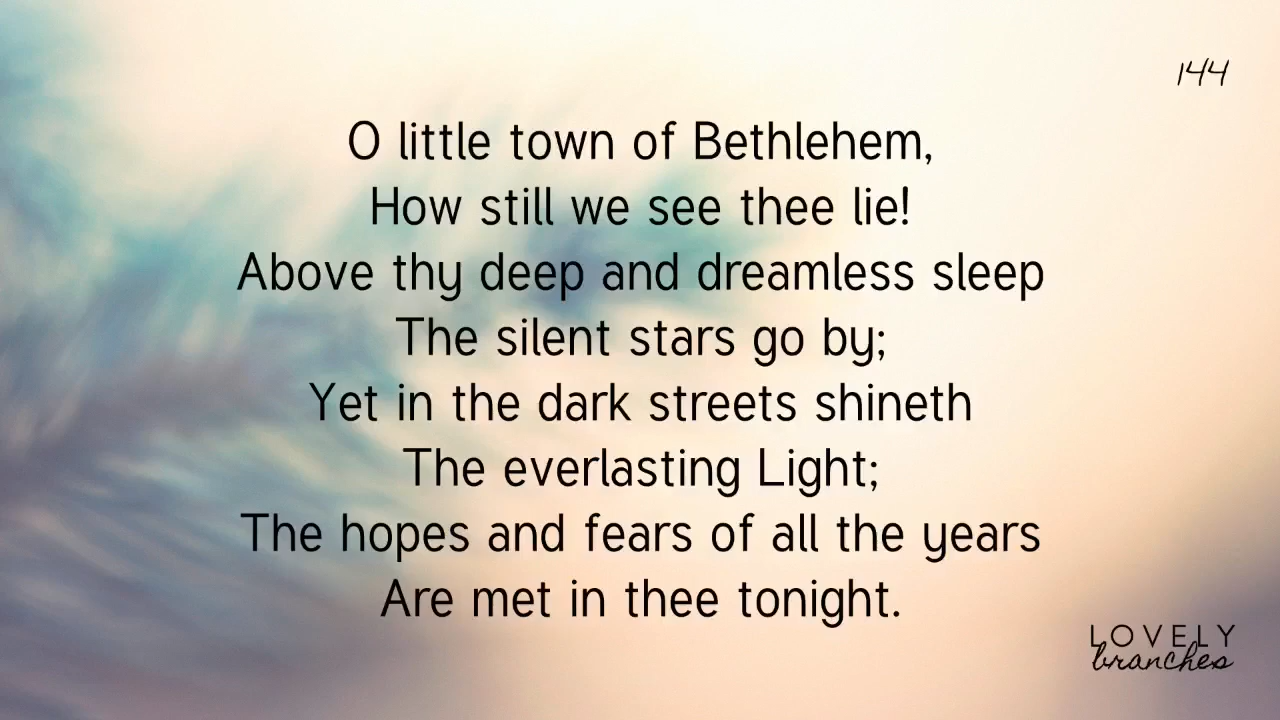 144
O little town of Bethlehem,
How still we see thee lie!
Above thy deep and dreamless sleep
The silent stars go by;
Yet in the dark streets shineth
The everlasting Light;
The hopes and fears of all the years
Are met in thee tonight.
LOVELY
branches